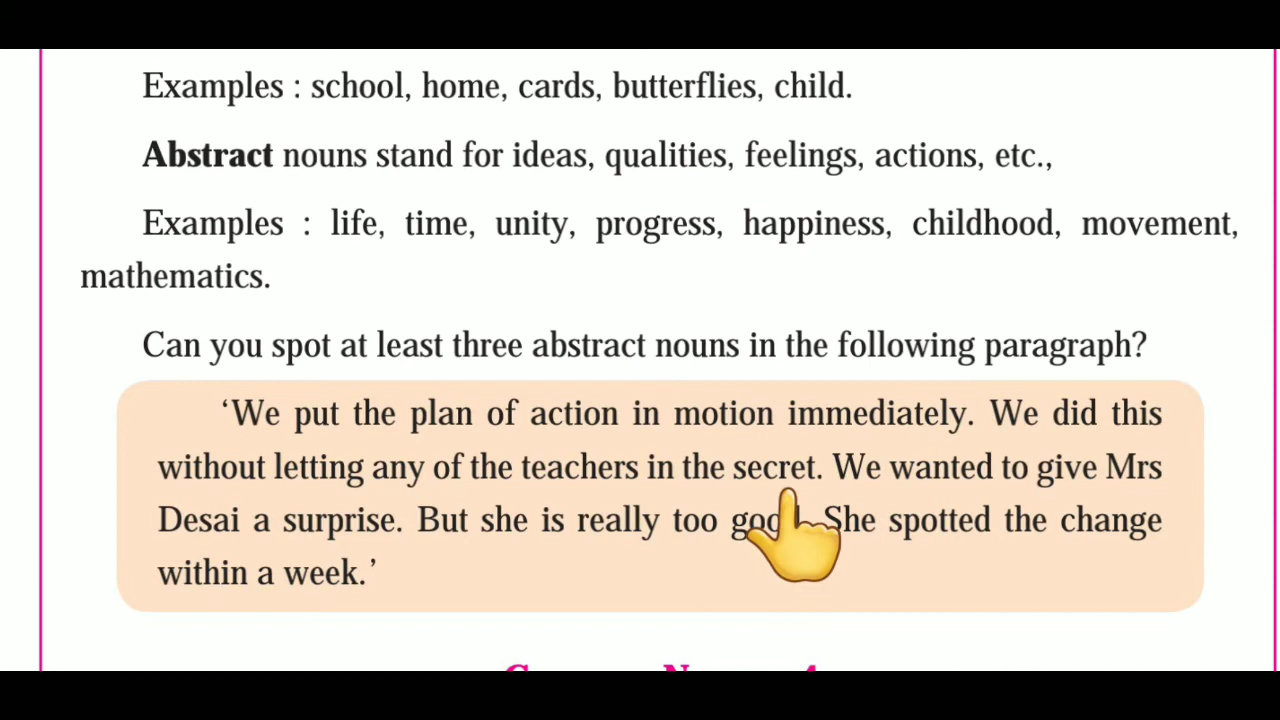 Examples : school, home, cards, butterflies, child.
Abstract nouns stand for ideas, qualities, feelings, actions, etc.,
Examples : life, time, unity, progress, happiness, childhood, movement,
mathematics.
Can you spot at least three abstract nouns in the following paragraph?
‘We put the plan of action in motion immediately. We did this
without letting any of the teachers in the secret. We wanted to give Mrs
Desai a surprise. But she is really too She spotted the change
within a week.’